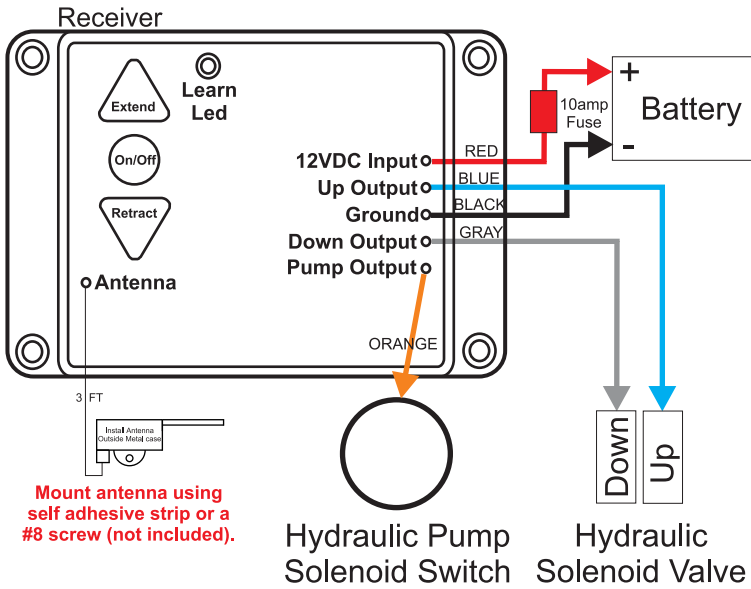 Receiver
Extend
Learn
Led
On/Off
Retract
Antenna
12VDC Input
Up Output
Ground
Down Output
Pump Output
RED
BLUE
BLACK
GRAY
ORANGE
10amp
Fuse
+
-
Battery
3 FT
Install Antenna
Outside Metal case
Mount antenna using
self adhesive strip or a
#8 screw (not included).
Hydraulic Pump
Solenoid Switch
Down
Up
Hydraulic
Solenoid Valve